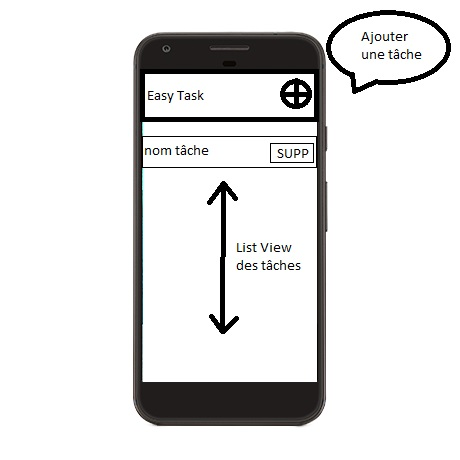 Ajouter
une tâche
Easy Task
nom tâche
SUPP
List View
des tâches